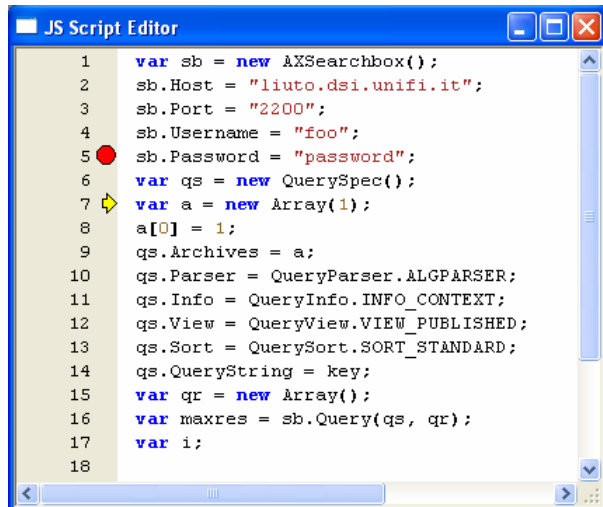 JS Script Editor
1 var sb = new AXSearchbox();
2 sb.Host = "liuto.dsi.unifi.it";
3 sb.Port = "2200";
4 sb.Username = "foo";
5 sb.Password = "password";
6 var qs = new QuerySpec();
7 var a = new Array(1);
8 a[0] = 1;
9 qs.Archives = a;
10 qs.Parser = QueryParser.ALGPARSER;
11 qs.Info = QueryInfo.INFO_CONTEXT;
12 qs.View = QueryView.VIEW_PUBLISHED;
13 qs.Sort = QuerySort.SORT_STANDARD;
14 qs.QueryString = key;
15 var qr = new Array();
16 var maxres = sb.Query(qs, qr);
17 var i;
18